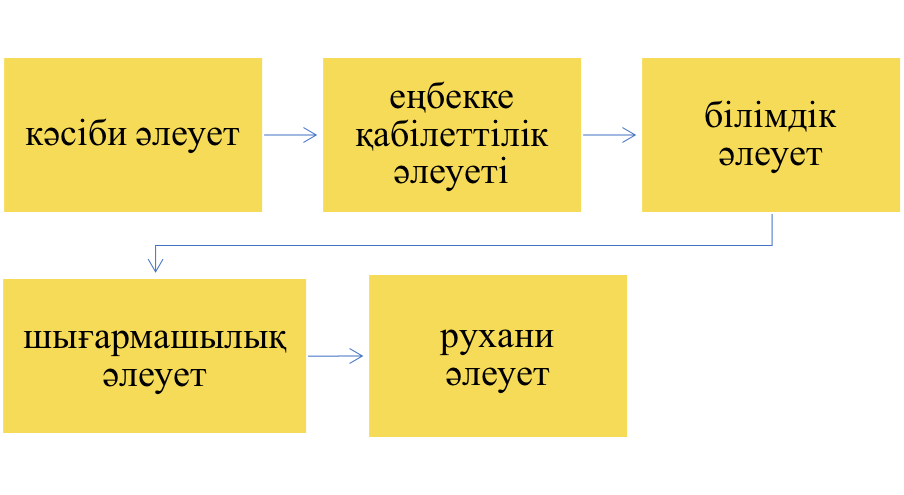 кәсіби әлеует
еңбекке
қабілеттілік
әлеуеті
білімдік
әлеует
шығармашылық
әлеует
рухани
әлеует